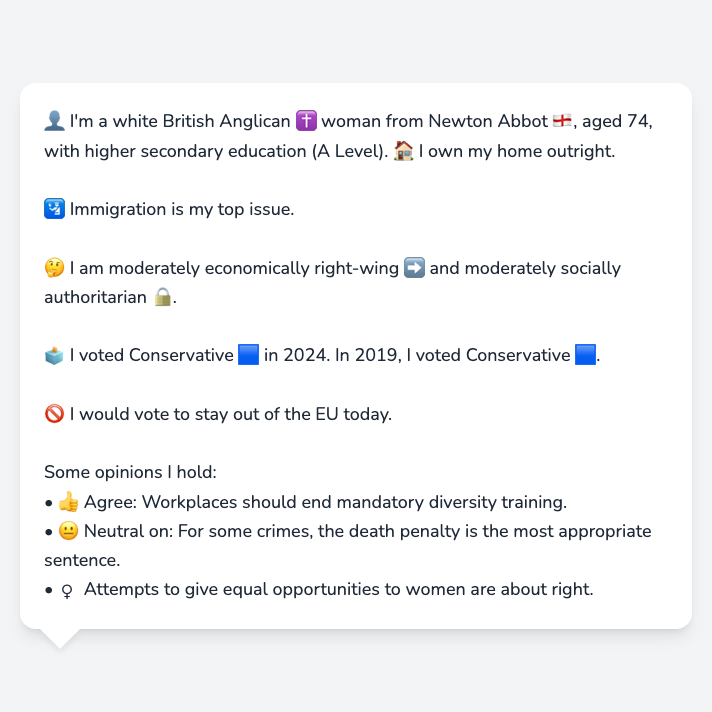 👤 I'm a white British Anglican ✝️ woman from Newton Abbot 🏴󠁧󠁢󠁥󠁮󠁧󠁿, aged 74,
with higher secondary education (A Level). 🏠 I own my home outright.
🛂 Immigration is my top issue.
🤔 I am moderately economically right-wing ➡️ and moderately socially
authoritarian 🔒.
🗳️ I voted Conservative 🟦 in 2024. In 2019, I voted Conservative 🟦.
🚫 I would vote to stay out of the EU today.
Some opinions I hold:
• 👍 Agree: Workplaces should end mandatory diversity training.
• 😐 Neutral on: For some crimes, the death penalty is the most appropriate
sentence.
• ♀ Attempts to give equal opportunities to women are about right.